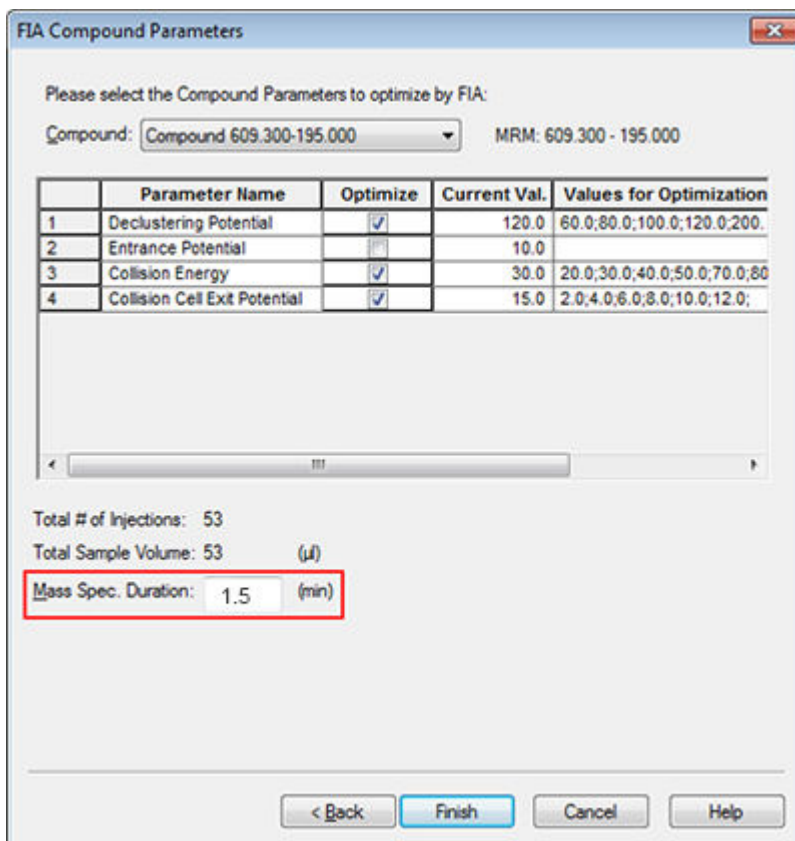 FIA Compound Parameters
Please select the Compound Parameters to optimize by FIA:
Compound: Compound 609.300-195.000 MRM: 609.300 - 195.000
Parameter Name Optimize Current Val. Values for Optimization
1 Declustering Potential 120.0 60.0;80.0;100.0;120.0;200.
2 Entrance Potential 10.0
3 Collision Energy 30.0 20.0;30.0;40.0;50.0;70.0;80
4 Collision Cell Exit Potential 15.0 2.0;4.0;6.0;8.0;10.0;12.0;
Total # of Injections: 53
Total Sample Volume: 53 (µl)
Mass Spec. Duration: 1.5 (min)
< Back Finish Cancel Help